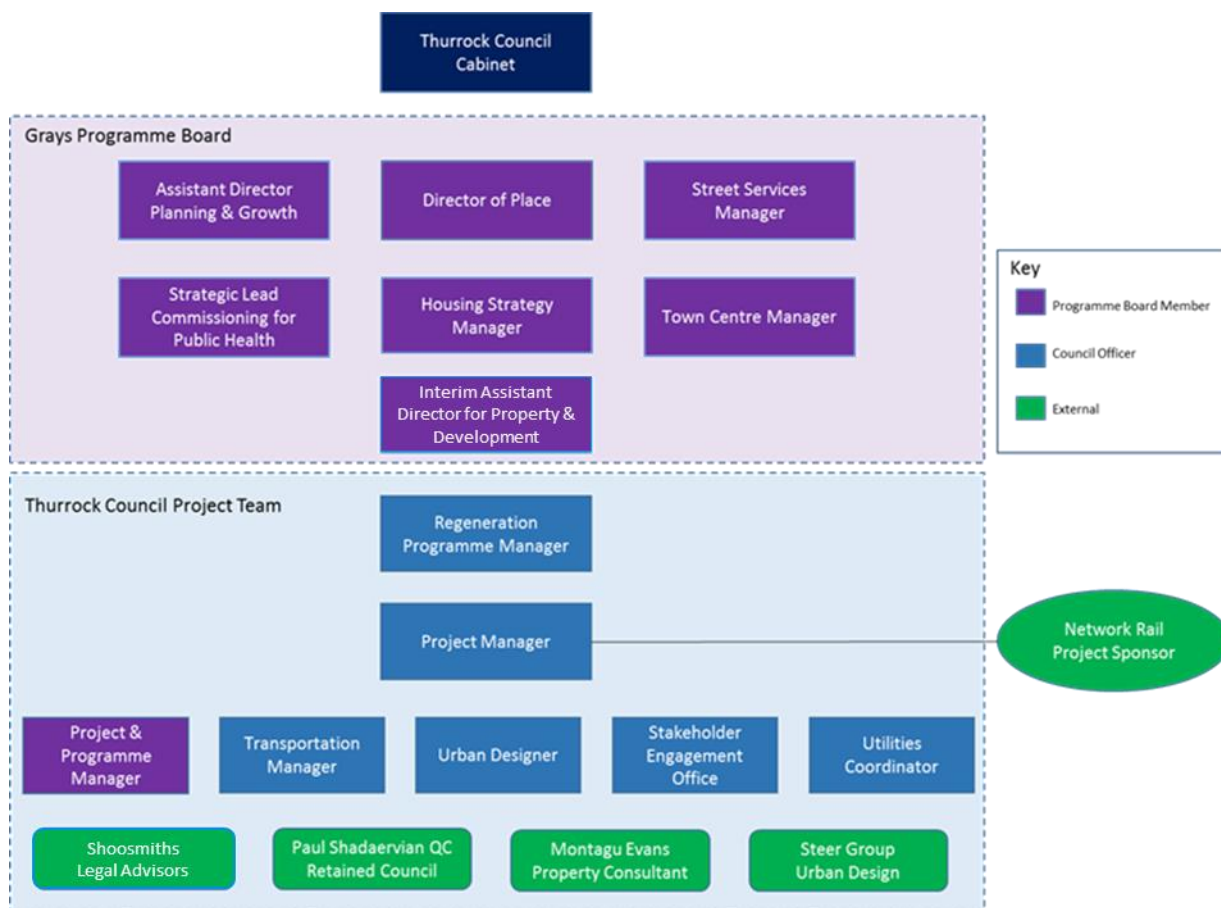 Thurrock Council
Cabinet
Grays Programme Board
Assistant Director
Planning & Growth
Director of Place
Street Services
Manager
Strategic Lead
Commissioning for
Public Health
Housing Strategy
Manager
Town Centre Manager
Interim Assistant
Director for Property &
Development
Key
Programme Board Member
Council Officer
External
Thurrock Council Project Team
Regeneration
Programme Manager
Project Manager
Network Rail
Project Sponsor
Project &
Programme
Manager
Transportation
Manager
Urban Designer
Stakeholder
Engagement
Office
Utilities
Coordinator
Shoosmiths
Legal Advisors
Paul Shadaervian QC
Retained Council
Montagu Evans
Property Consultant
Steer Group
Urban Design